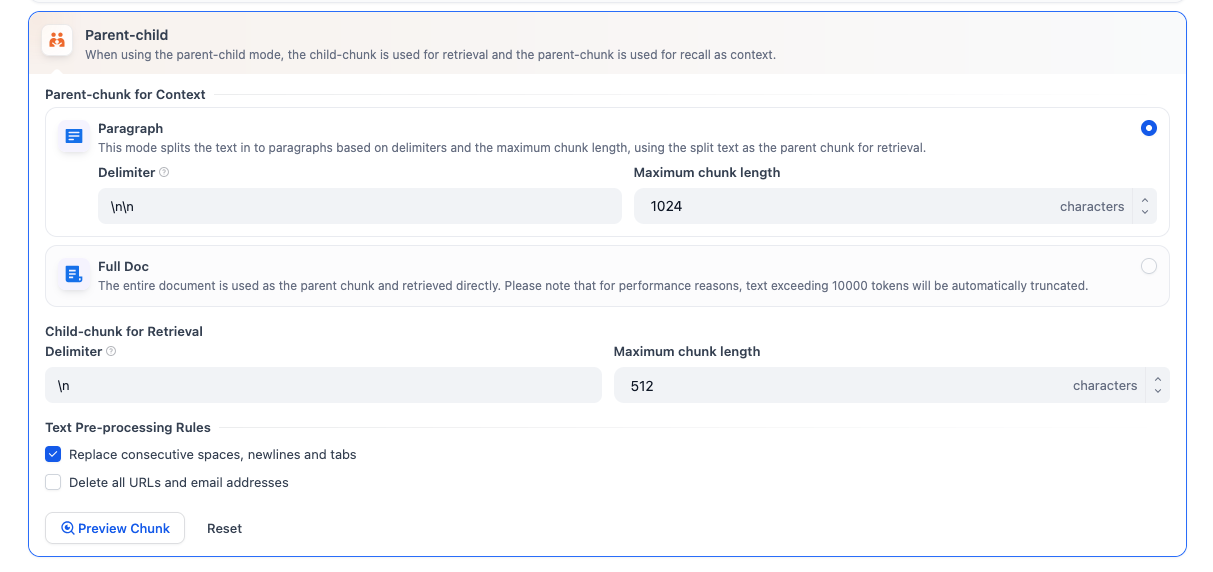 Parent-child
When using the parent-child mode, the child-chunk is used for retrieval and the parent-chunk is used for recall as context.
Parent-chunk for Context
Paragraph
This mode splits the text in to paragraphs based on delimiters and the maximum chunk length, using the split text as the parent chunk for retrieval.
Delimiter Maximum chunk length
\n\n 1024 characters
Full Doc
The entire document is used as the parent chunk and retrieved directly. Please note that for performance reasons, text exceeding 10000 tokens will be automatically truncated.
Child-chunk for Retrieval
Delimiter Maximum chunk length
\n 512 characters
Text Pre-processing Rules
Replace consecutive spaces, newlines and tabs
Delete all URLs and email addresses
Preview Chunk Reset